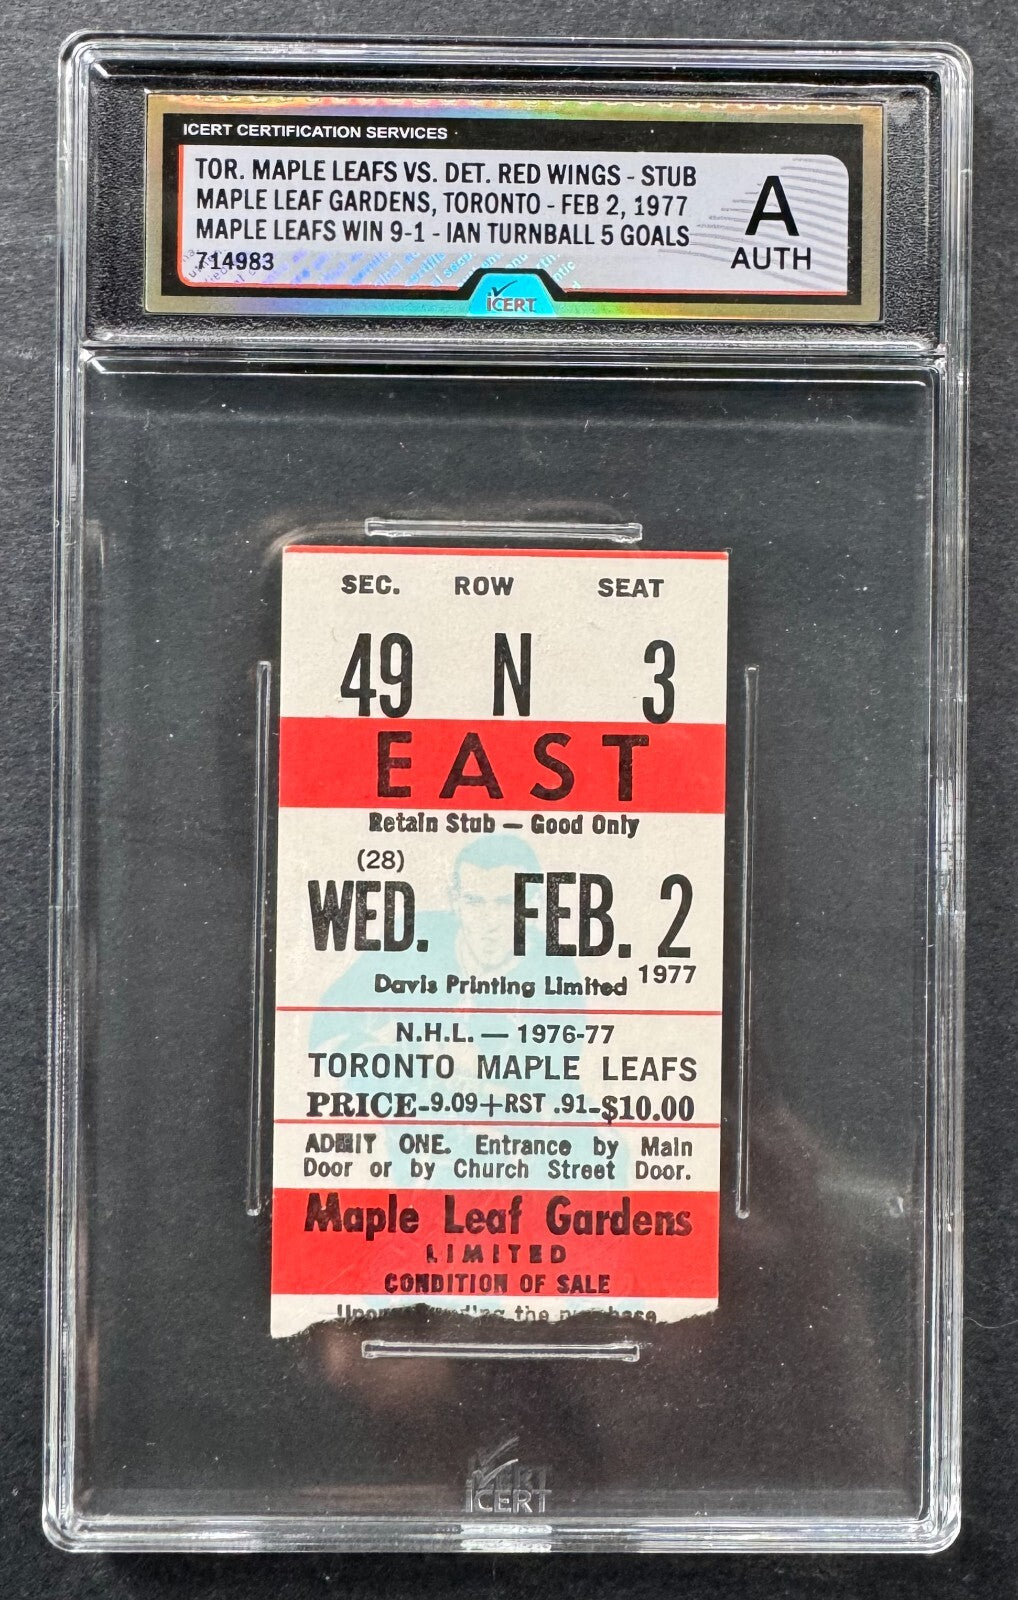 ICERT CERTIFICATION SERVICES
TOR. MAPLE LEAFS VS. DET. RED WINGS - STUB
MAPLE LEAF GARDENS, TORONTO - FEB 2, 1977
MAPLE LEAFS WIN 9-1 - IAN TURNBALL 5 GOALS
714983
A
AUTH
iCERT
SEC. ROW SEAT
49 N 3
EAST
Retain Stub — Good Only
(28)
WED. FEB. 2
Davis Printing Limited 1977
N.H.L. — 1976-77
TORONTO MAPLE LEAFS
PRICE-9.09+RST .91-$10.00
ADMIT ONE. Entrance by Main
Door or by Church Street Door.
Maple Leaf Gardens
LIMITED
CONDITION OF SALE
the
iCERT